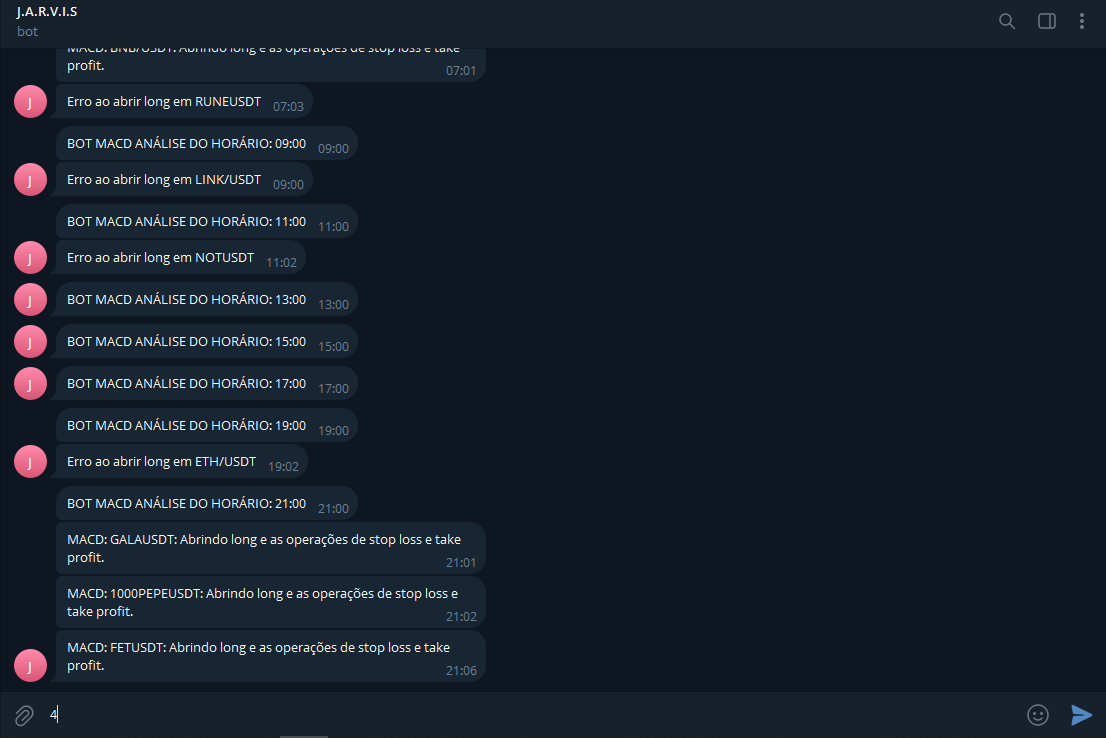 J.A.R.V.I.S
bot
MACD: BNB/USDT: Abrindo long e as operações de stop loss e take
profit.
07:01
J
Erro ao abrir long em RUNEUSDT 07:03
BOT MACD ANÁLISE DO HORÁRIO: 09:00 09:00
J
Erro ao abrir long em LINK/USDT 09:00
BOT MACD ANÁLISE DO HORÁRIO: 11:00 11:00
J
Erro ao abrir long em NOTUSDT 11:02
J
BOT MACD ANÁLISE DO HORÁRIO: 13:00 13:00
J
BOT MACD ANÁLISE DO HORÁRIO: 15:00 15:00
J
BOT MACD ANÁLISE DO HORÁRIO: 17:00 17:00
BOT MACD ANÁLISE DO HORÁRIO: 19:00 19:00
J
Erro ao abrir long em ETH/USDT 19:02
BOT MACD ANÁLISE DO HORÁRIO: 21:00 21:00
MACD: GALAUSDT: Abrindo long e as operações de stop loss e take
profit.
21:01
MACD: 1000PEPEUSDT: Abrindo long e as operações de stop loss e
take profit.
21:02
MACD: FETUSDT: Abrindo long e as operações de stop loss e take
profit.
21:06
J
4